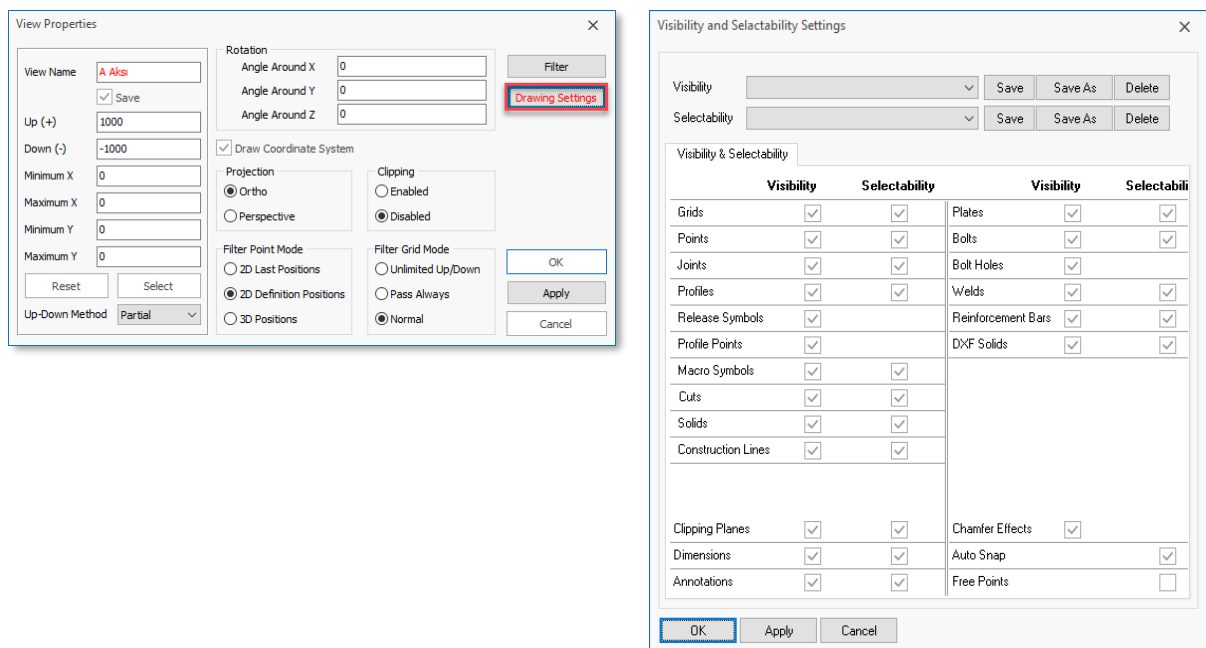 View Properties
View Name
A Aksı
Save
Up (+)
1000
Down (-)
-1000
Minimum X
0
Maximum X
0
Minimum Y
0
Maximum Y
0
Reset
Select
Up-Down Method
Partial
Rotation
Angle Around X
0
Angle Around Y
0
Angle Around Z
0
Draw Coordinate System
Projection
Ortho
Perspective
Clipping
Enabled
Disabled
Filter Point Mode
2D Last Positions
2D Definition Positions
3D Positions
Filter Grid Mode
Unlimited Up/Down
Pass Always
Normal
Filter
Drawing Settings
OK
Apply
Cancel
Visibility and Selectability Settings
Visibility
Save
Save As
Delete
Selectability
Save
Save As
Delete
Visibility & Selectability
Visibility
Selectability
Visibility
Selectabili
Grids
Plates
Points
Bolts
Joints
Bolt Holes
Profiles
Welds
Release Symbols
Reinforcement Bars
Profile Points
DXF Solids
Macro Symbols
Cuts
Solids
Construction Lines
Clipping Planes
Chamfer Effects
Dimensions
Auto Snap
Annotations
Free Points
OK
Apply
Cancel